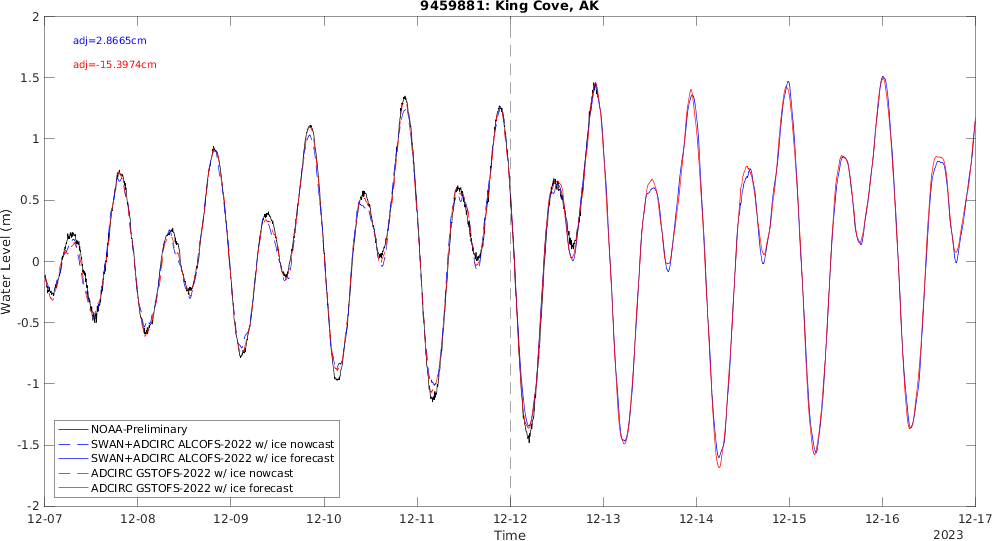 9459881: King Cove, AK
adj=2.8665cm
adj=-15.3974cm
Water Level (m)
2
1.5
1
0.5
0
-0.5
-1
-1.5
-2
NOAA-Preliminary
SWAN+ADCIRC ALCOFS-2022 w/ ice nowcast
SWAN+ADCIRC ALCOFS-2022 w/ ice forecast
ADCIRC GSTOFS-2022 w/ ice nowcast
ADCIRC GSTOFS-2022 w/ ice forecast
12-07 12-08 12-09 12-10 12-11 12-12 12-13 12-14 12-15 12-16 12-17
Time
2023